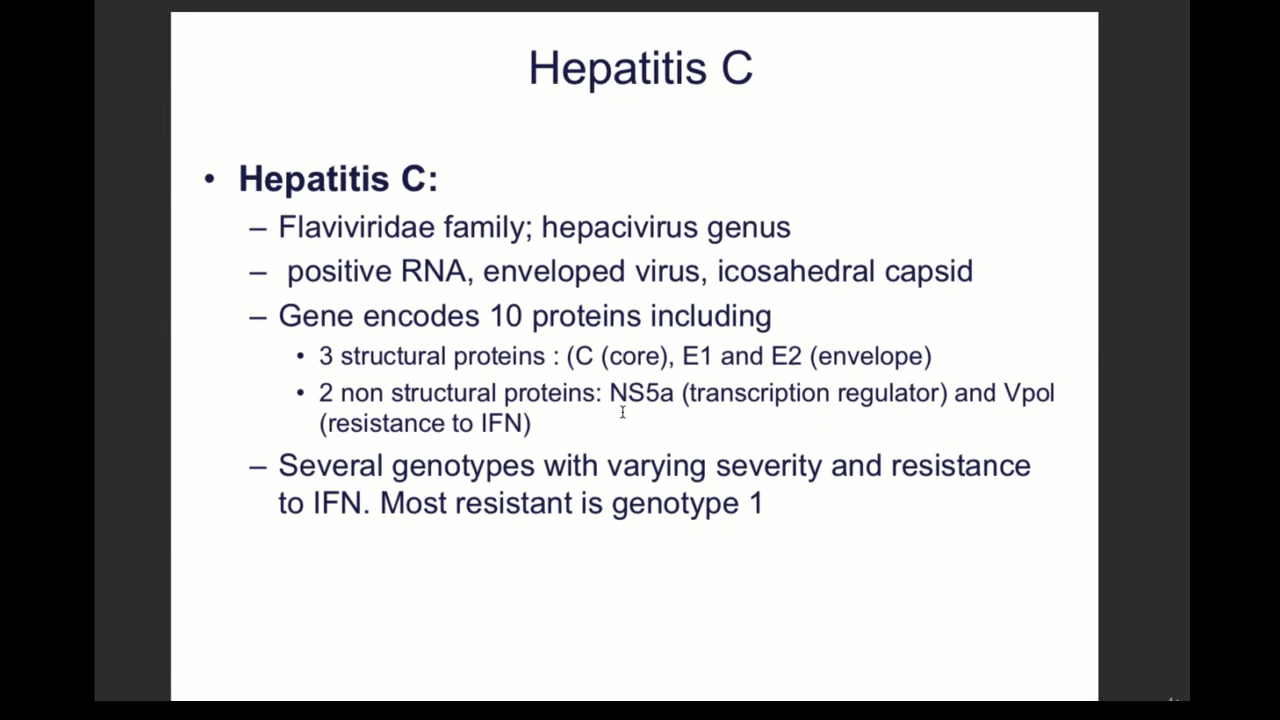 Hepatitis C
• Hepatitis C:
– Flaviviridae family; hepacivirus genus
– positive RNA, enveloped virus, icosahedral capsid
– Gene encodes 10 proteins including
• 3 structural proteins : (C (core), E1 and E2 (envelope)
• 2 non structural proteins: NS5a (transcription regulator) and Vpol
(resistance to IFN)
– Several genotypes with varying severity and resistance
to IFN. Most resistant is genotype 1